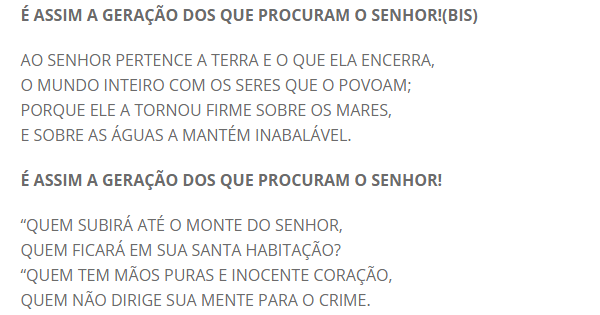 É ASSIM A GERAÇÃO DOS QUE PROCURAM O SENHOR!(BIS)
AO SENHOR PERTENCE A TERRA E O QUE ELA ENCERRA,
O MUNDO INTEIRO COM OS SERES QUE O POVOAM;
PORQUE ELE A TORNOU FIRME SOBRE OS MARES,
E SOBRE AS ÁGUAS A MANTÉM INABALÁVEL.
É ASSIM A GERAÇÃO DOS QUE PROCURAM O SENHOR!
“QUEM SUBIRÁ ATÉ O MONTE DO SENHOR,
QUEM FICARÁ EM SUA SANTA HABITAÇÃO?
“QUEM TEM MÃOS PURAS E INOCENTE CORAÇÃO,
QUEM NÃO DIRIGE SUA MENTE PARA O CRIME.